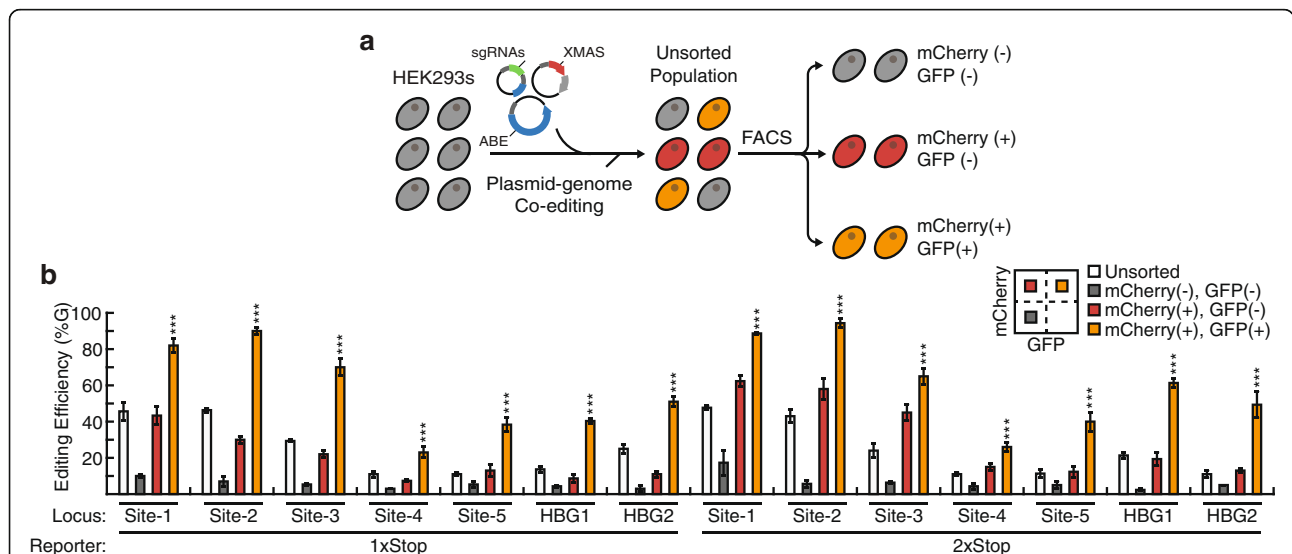 a
sgRNAs
XMAS
HEK293s
ABE
Plasmid-genome
Co-editing
Unsorted
Population
FACS
mCherry (-)
GFP (-)
mCherry (+)
GFP (-)
mCherry(+)
GFP(+)
b
mCherry
GFP
Unsorted
mCherry(-), GFP(-)
mCherry(+), GFP(-)
mCherry(+), GFP(+)
Editing Efficiency (%G)
100
80
60
40
20
*** *** *** *** *** *** *** *** *** *** *** *** *** ***
Locus: Site-1 Site-2 Site-3 Site-4 Site-5 HBG1 HBG2 Site-1 Site-2 Site-3 Site-4 Site-5 HBG1 HBG2
Reporter: 1xStop 2xStop